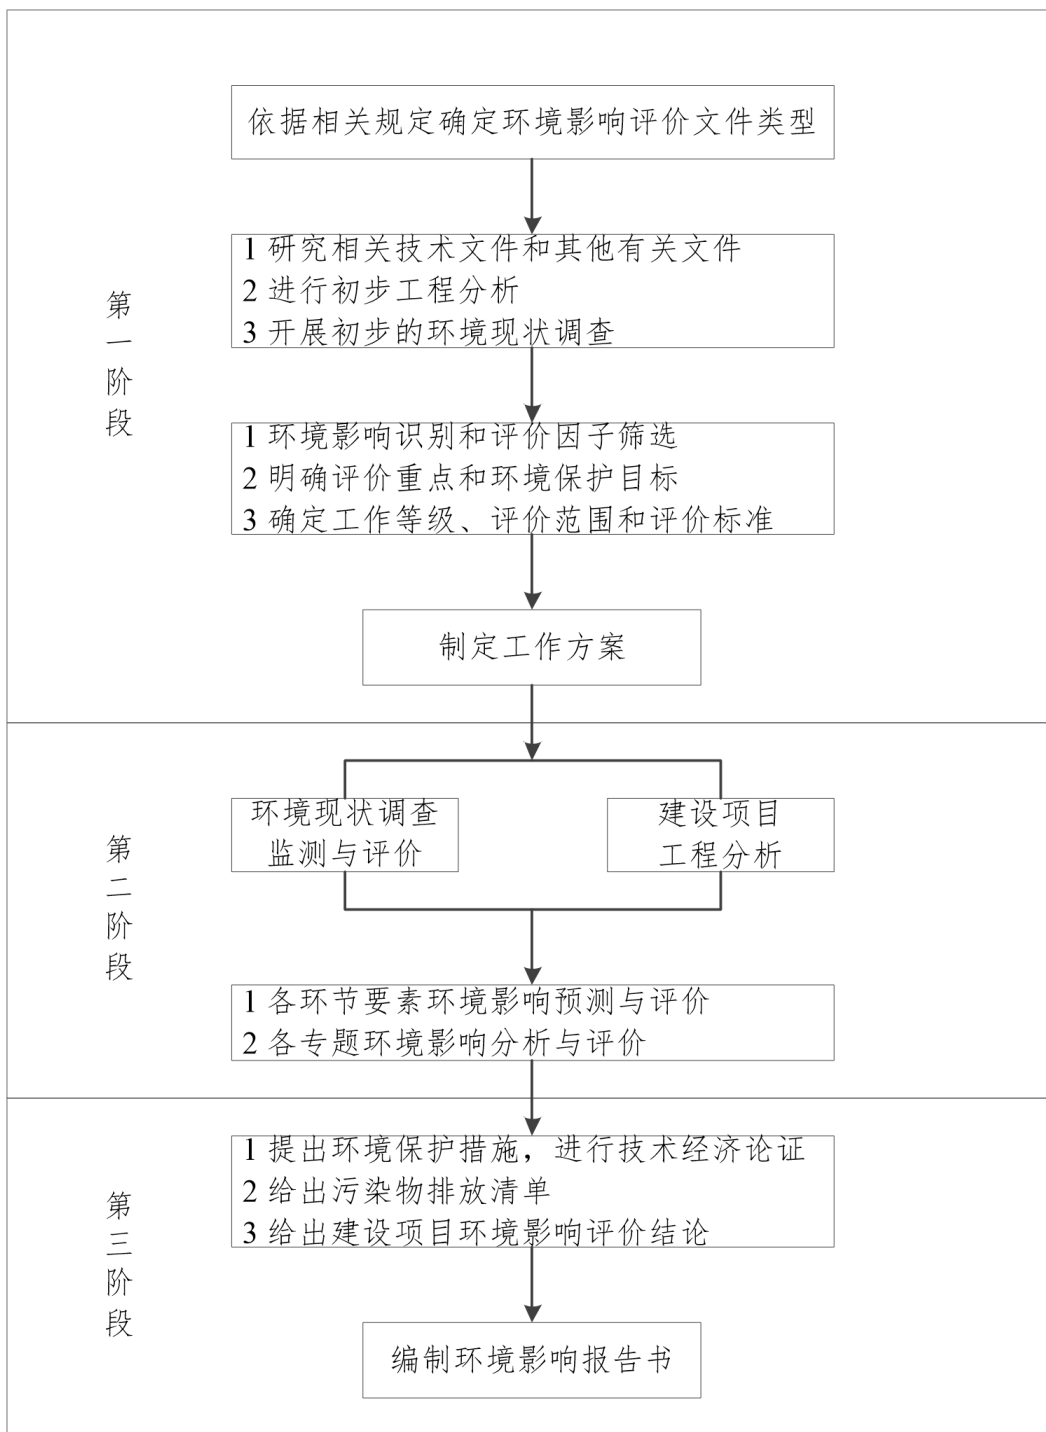 依据相关规定确定环境影响评价文件类型
1 研究相关技术文件和其他有关文件
2 进行初步工程分析
3 开展初步的环境现状调查
第一阶段
1 环境影响识别和评价因子筛选
2 明确评价重点和环境保护目标
3 确定工作等级、评价范围和评价标准
制定工作方案
环境现状调查
监测与评价
建设项目
工程分析
第二阶段
1 各环节要素环境影响预测与评价
2 各专题环境影响分析与评价
1 提出环境保护措施，进行技术经济论证
2 给出污染物排放清单
3 给出建设项目环境影响评价结论
第三阶段
编制环境影响报告书